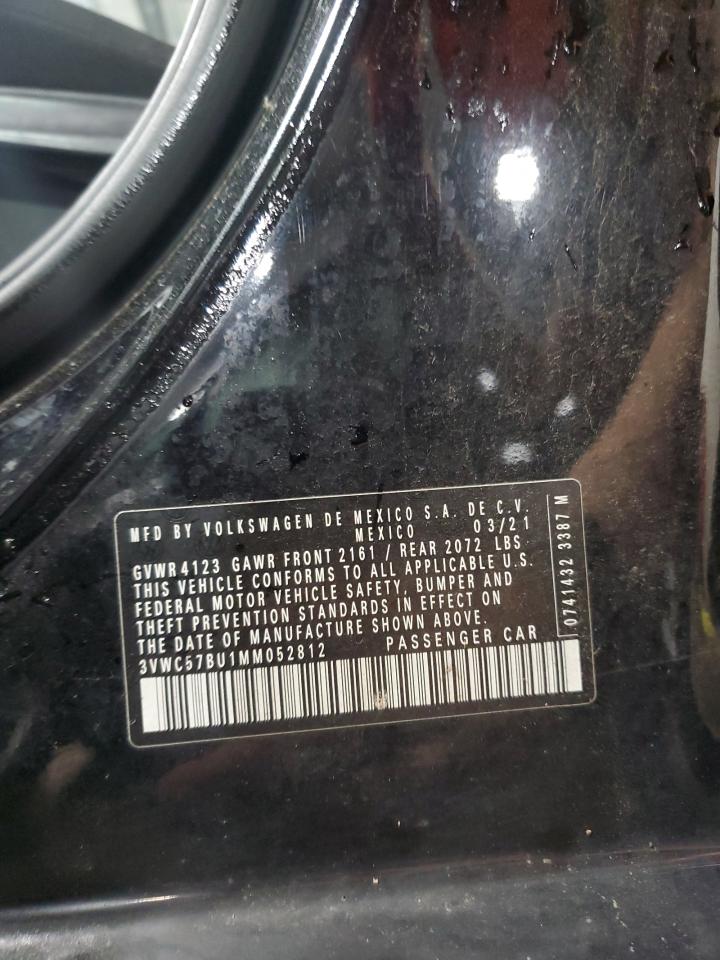 MFD BY VOLKSWAGEN DE MEXICO S.A. DE C.V.
MEXICO 03/21
GVWR 4123 GAWR FRONT 2161 / REAR 2072 LBS
THIS VEHICLE CONFORMS TO ALL APPLICABLE U.S.
FEDERAL MOTOR VEHICLE SAFETY, BUMPER AND
THEFT PREVENTION STANDARDS IN EFFECT ON
THE DATE OF MANUFACTURE SHOWN ABOVE.
3VWC57BU1MM052812 PASSENGER CAR
0741432 3387 M